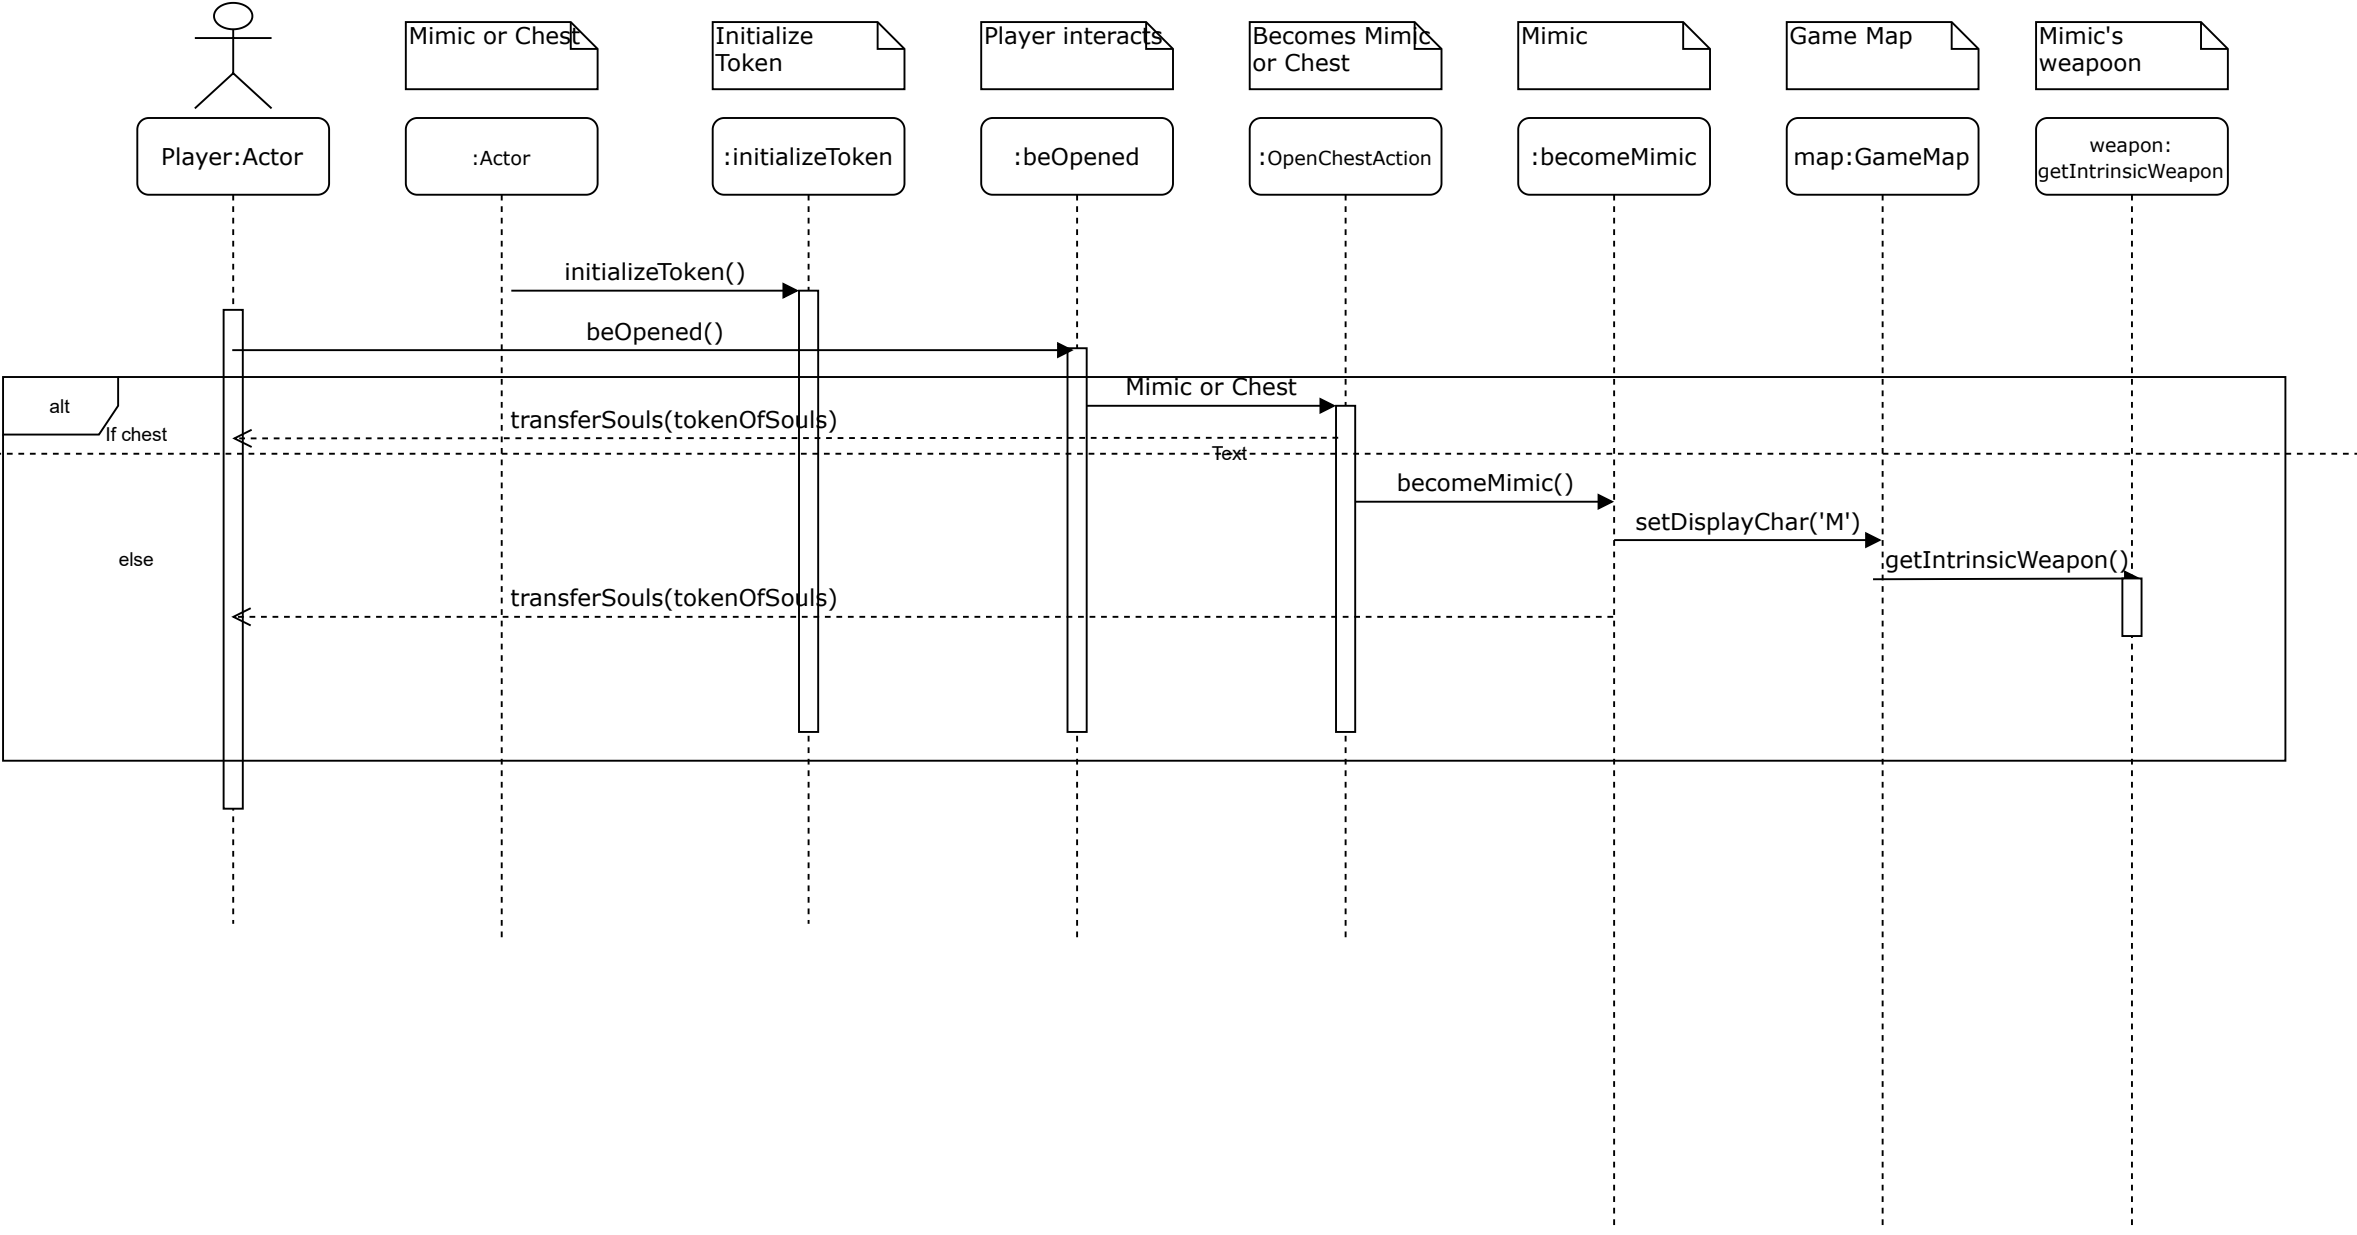 Mimic or Chest
Initialize
Token
Player interacts
Becomes Mimic
or Chest
Mimic
Game Map
Mimic's
weapoon
Player:Actor
:Actor
:initializeToken
:beOpened
:OpenChestAction
:becomeMimic
map:GameMap
weapon:
getIntrinsicWeapon
initializeToken()
beOpened()
alt
Mimic or Chest
If chest
transferSouls(tokenOfSouls)
Text
becomeMimic()
setDisplayChar('M')
else
getIntrinsicWeapon()
transferSouls(tokenOfSouls)